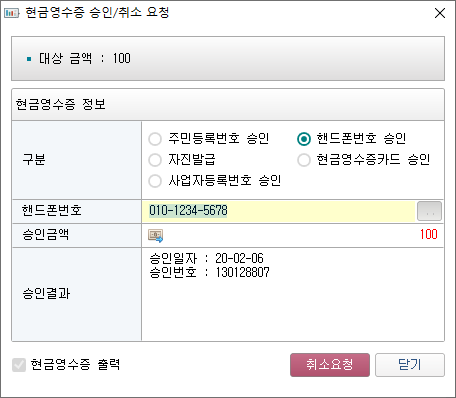 현금영수증 승인/취소 요청
대상 금액 : 100
현금영수증 정보
구분
주민등록번호 승인
핸드폰번호 승인
자진발급
현금영수증카드 승인
사업자등록번호 승인
핸드폰번호
010-1234-5678
..
승인금액
100
승인결과
승인일자 : 20-02-06
승인번호 : 130128807
현금영수증 출력
취소요청
닫기